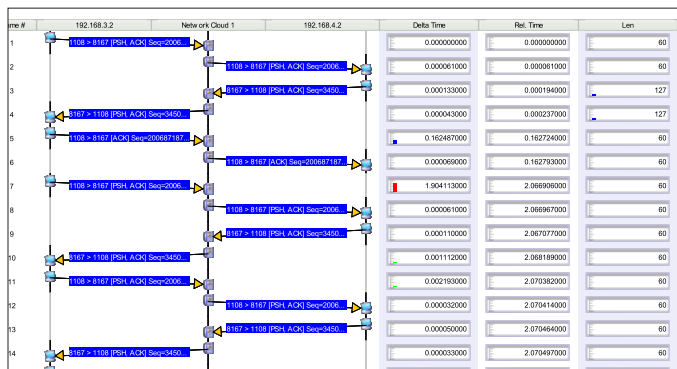 me # 192.168.3.2 Network Cloud 1 192.168.4.2 Delta Time Rel. Time Len
1 1108 > 8167 [PSH, ACK] Seq=2006... 0.000000000 0.000000000 60
2 1108 > 8167 [PSH, ACK] Seq=2006... 0.000061000 0.000061000 60
3 8167 > 1108 [PSH, ACK] Seq=3450... 0.000133000 0.000194000 127
4 8167 > 1108 [PSH, ACK] Seq=3450... 0.000043000 0.000237000 127
5 1108 > 8167 [ACK] Seq=200687187... 0.162487000 0.162724000 60
6 1108 > 8167 [ACK] Seq=200687187... 0.000069000 0.162793000 60
7 1108 > 8167 [PSH, ACK] Seq=2006... 1.904113000 2.066906000 60
8 1108 > 8167 [PSH, ACK] Seq=2006... 0.000061000 2.066967000 60
9 8167 > 1108 [PSH, ACK] Seq=3450... 0.000110000 2.067077000 60
10 8167 > 1108 [PSH, ACK] Seq=3450... 0.001112000 2.068189000 60
11 1108 > 8167 [PSH, ACK] Seq=2006... 0.002193000 2.070382000 60
12 1108 > 8167 [PSH, ACK] Seq=2006... 0.000032000 2.070414000 60
13 8167 > 1108 [PSH, ACK] Seq=3450... 0.000050000 2.070464000 60
14 8167 > 1108 [PSH, ACK] Seq=3450... 0.000033000 2.070497000 60